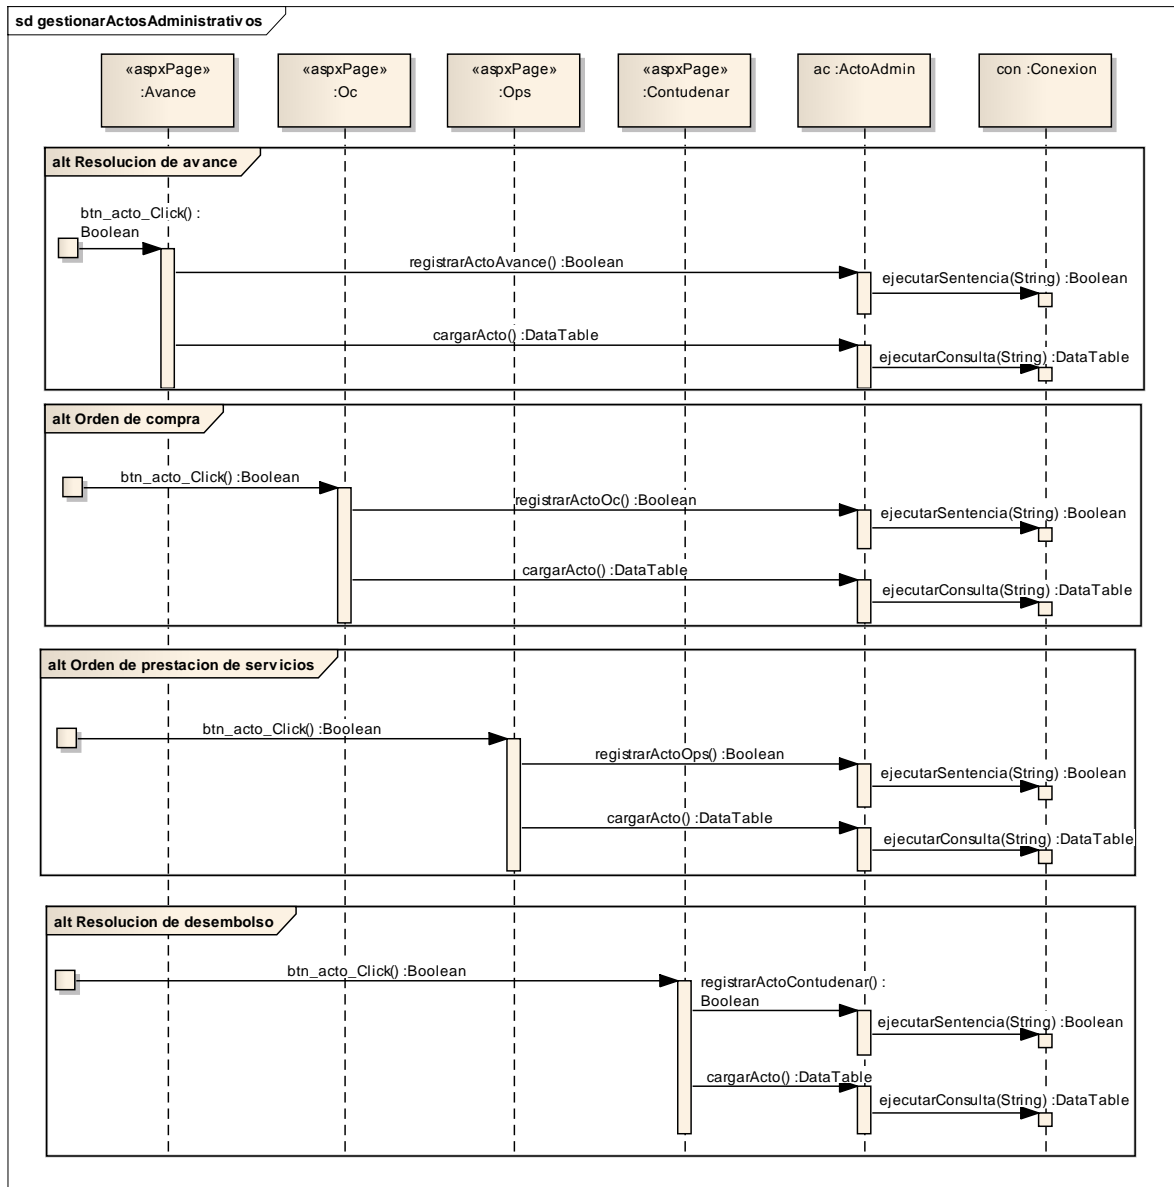 sd gestionarActosAdministrativos
«aspxPage»
:Avance
«aspxPage»
:Oc
«aspxPage»
:Ops
«aspxPage»
:Contudenar
ac :ActoAdmin
con :Conexion
alt Resolucion de avance
btn_acto_Click() :
Boolean
registrarActoAvance() :Boolean
ejecutarSentencia(String) :Boolean
cargarActo() :DataTable
ejecutarConsulta(String) :DataTable
alt Orden de compra
btn_acto_Click() :Boolean
registrarActoOc() :Boolean
ejecutarSentencia(String) :Boolean
cargarActo() :DataTable
ejecutarConsulta(String) :DataTable
alt Orden de prestacion de servicios
btn_acto_Click() :Boolean
registrarActoOps() :Boolean
ejecutarSentencia(String) :Boolean
cargarActo() :DataTable
ejecutarConsulta(String) :DataTable
alt Resolucion de desembolso
btn_acto_Click() :Boolean
registrarActoContudenar() :
Boolean
ejecutarSentencia(String) :Boolean
cargarActo() :DataTable
ejecutarConsulta(String) :DataTable